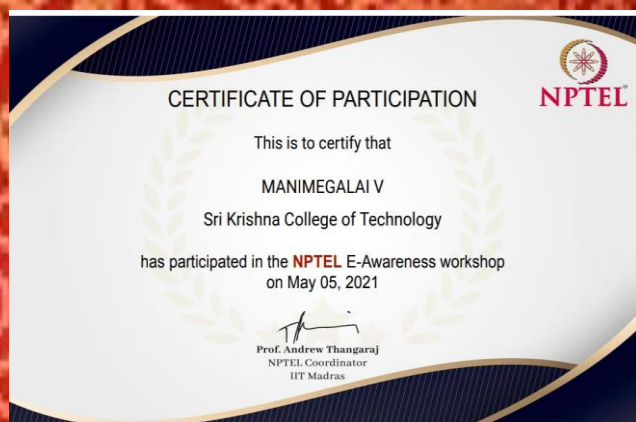 NPTEL
CERTIFICATE OF PARTICIPATION
This is to certify that
MANIMEGALAI V
Sri Krishna College of Technology
has participated in the NPTEL E-Awareness workshop
on May 05, 2021
Prof. Andrew Thangaraj
NPTEL Coordinator
IIT Madras